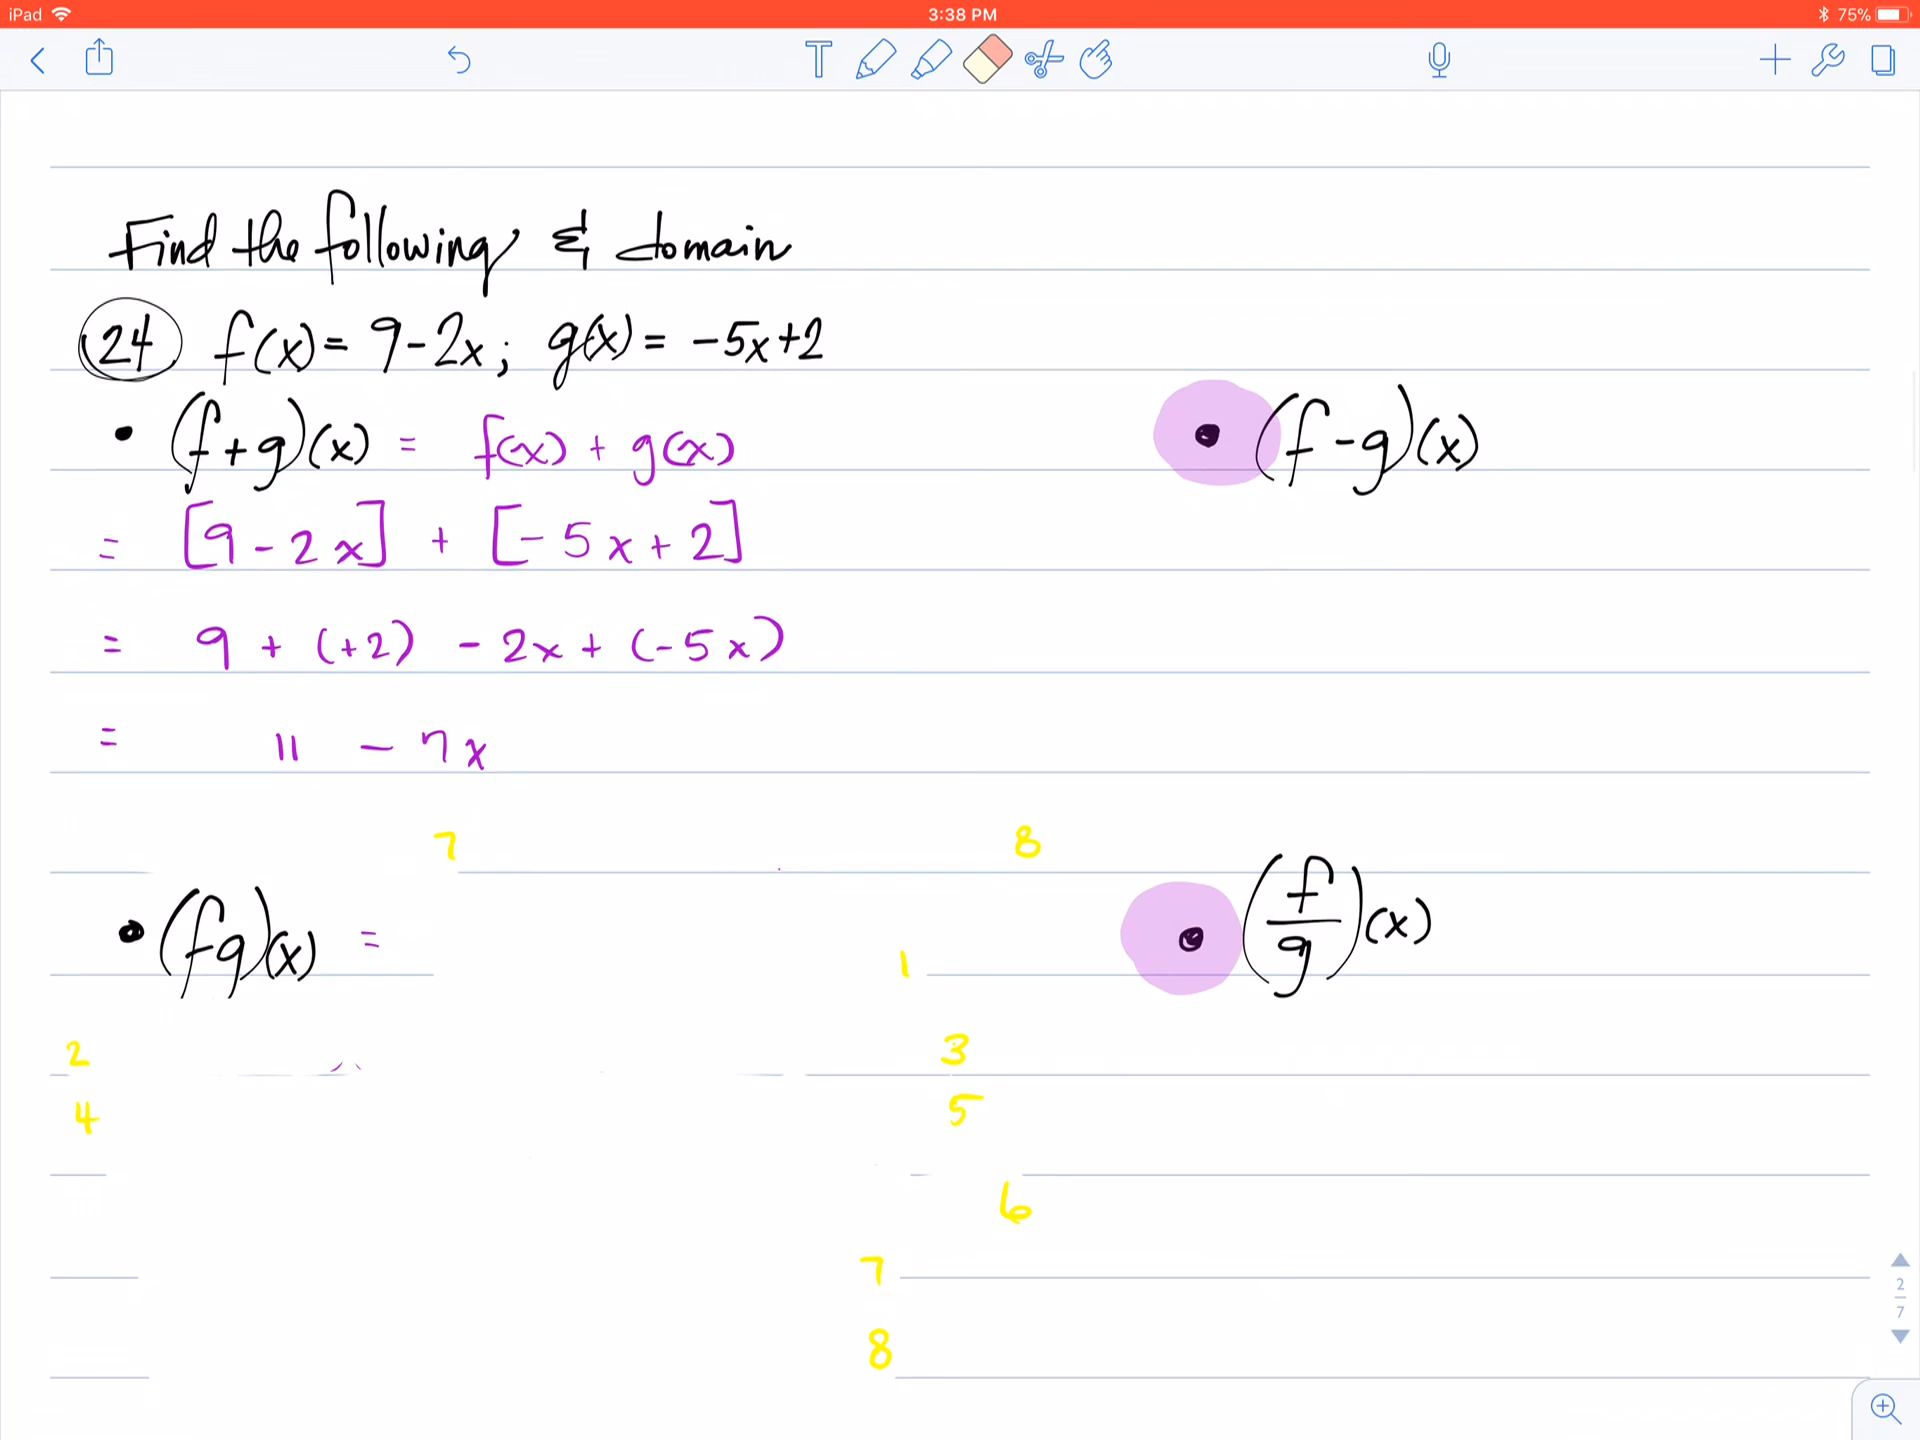 iPad 3:38 PM 75%
T
Find the following & domain
24 f(x) = 9-2x; g(x) = -5x+2
• (f+g)(x) = f(x) + g(x)
• (f-g)(x)
= [9-2x] + [-5x+2]
= 9 + (+2) - 2x + (-5x)
= 11 - 7x
7 8
• (fg)(x) =
• (f/g)(x)
1
2 3
4 5
6
7
8
2
7